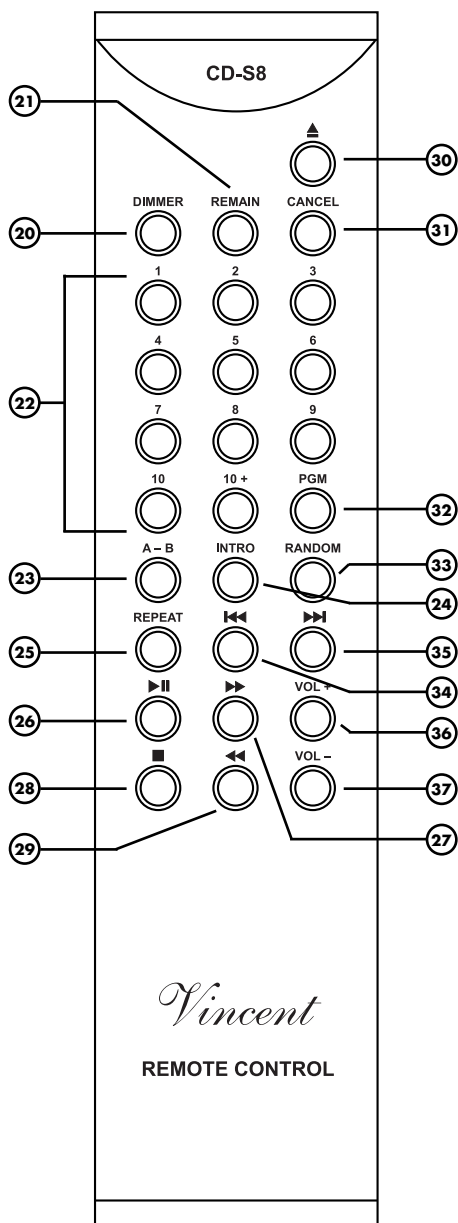 CD-S8
21
30
DIMMER REMAIN CANCEL
20 31
1 2 3
4 5 6
22
7 8 9
10 10 + PGM
32
A – B INTRO RANDOM
23 33
24
REPEAT
25 35
34
VOL +
26 36
VOL –
28 37
29 27
Vincent
REMOTE CONTROL